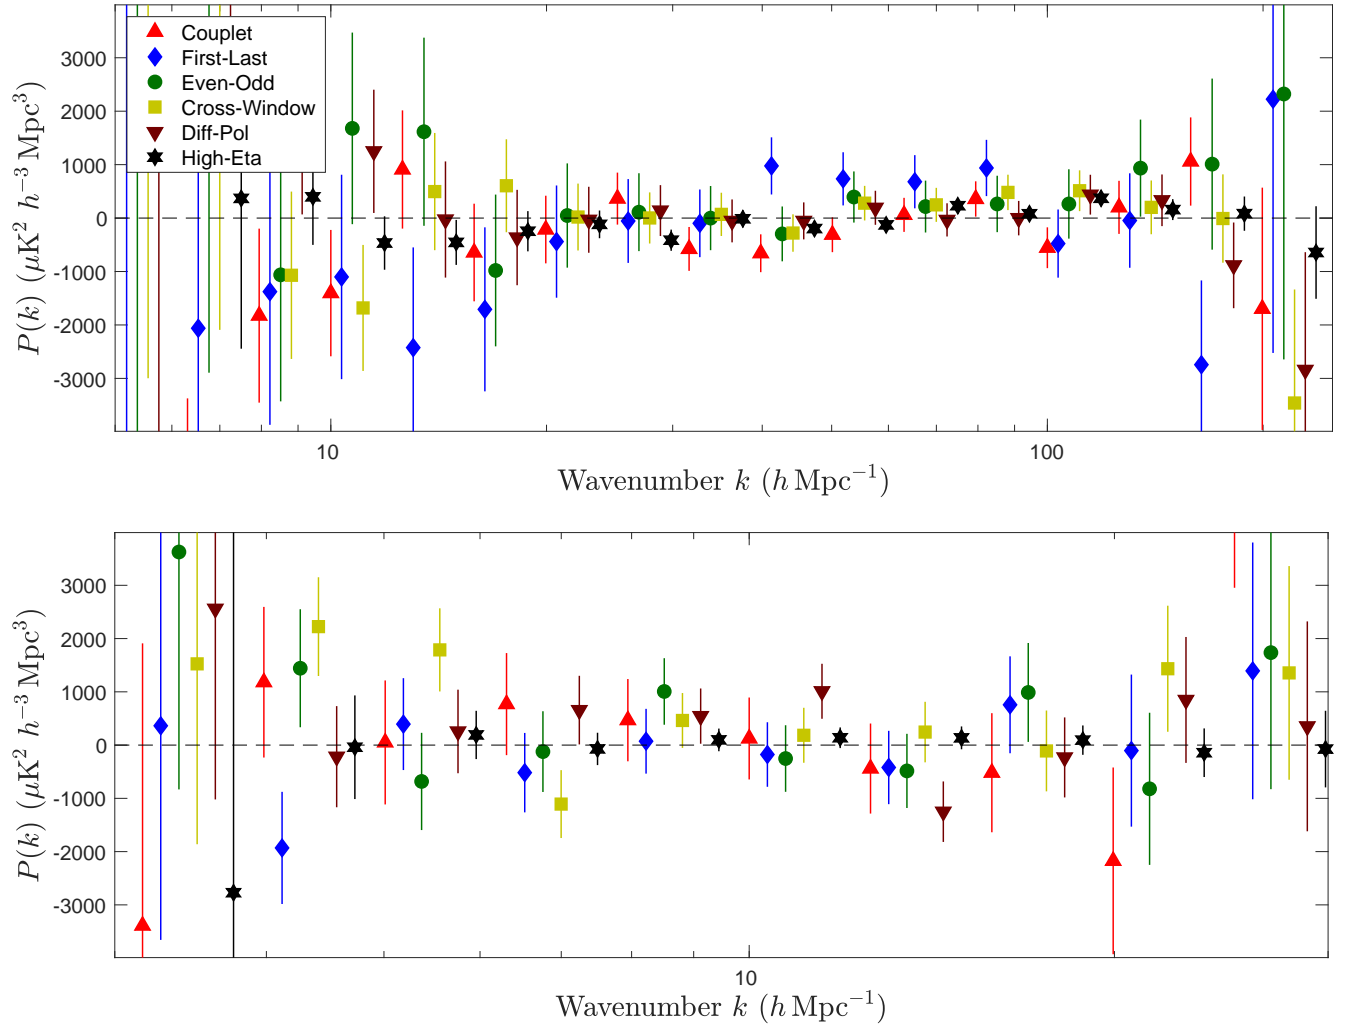 3000
2000
1000
0
-1000
-2000
-3000
P(k) (μK² h⁻³ Mpc³)
Couplet
First-Last
Even-Odd
Cross-Window
Diff-Pol
High-Eta
10
100
Wavenumber k (h Mpc⁻¹)
3000
2000
1000
0
-1000
-2000
-3000
P(k) (μK² h⁻³ Mpc³)
10
Wavenumber k (h Mpc⁻¹)